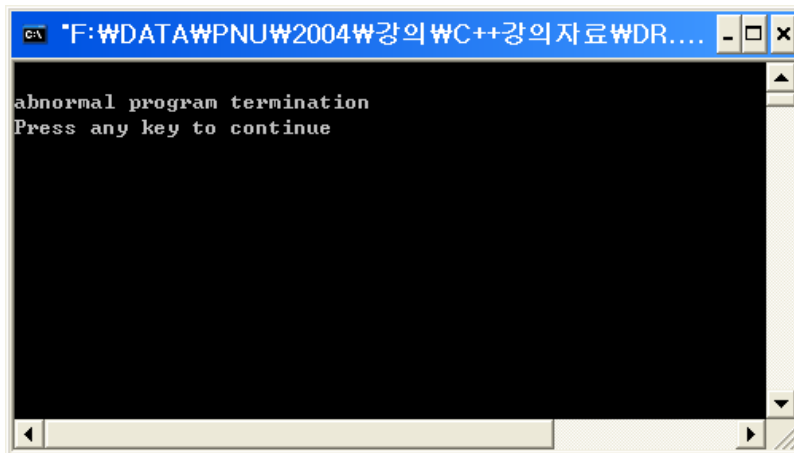 "F:₩DATA₩PNU₩2004₩강의₩C++강의자료₩DR....
abnormal program termination
Press any key to continue